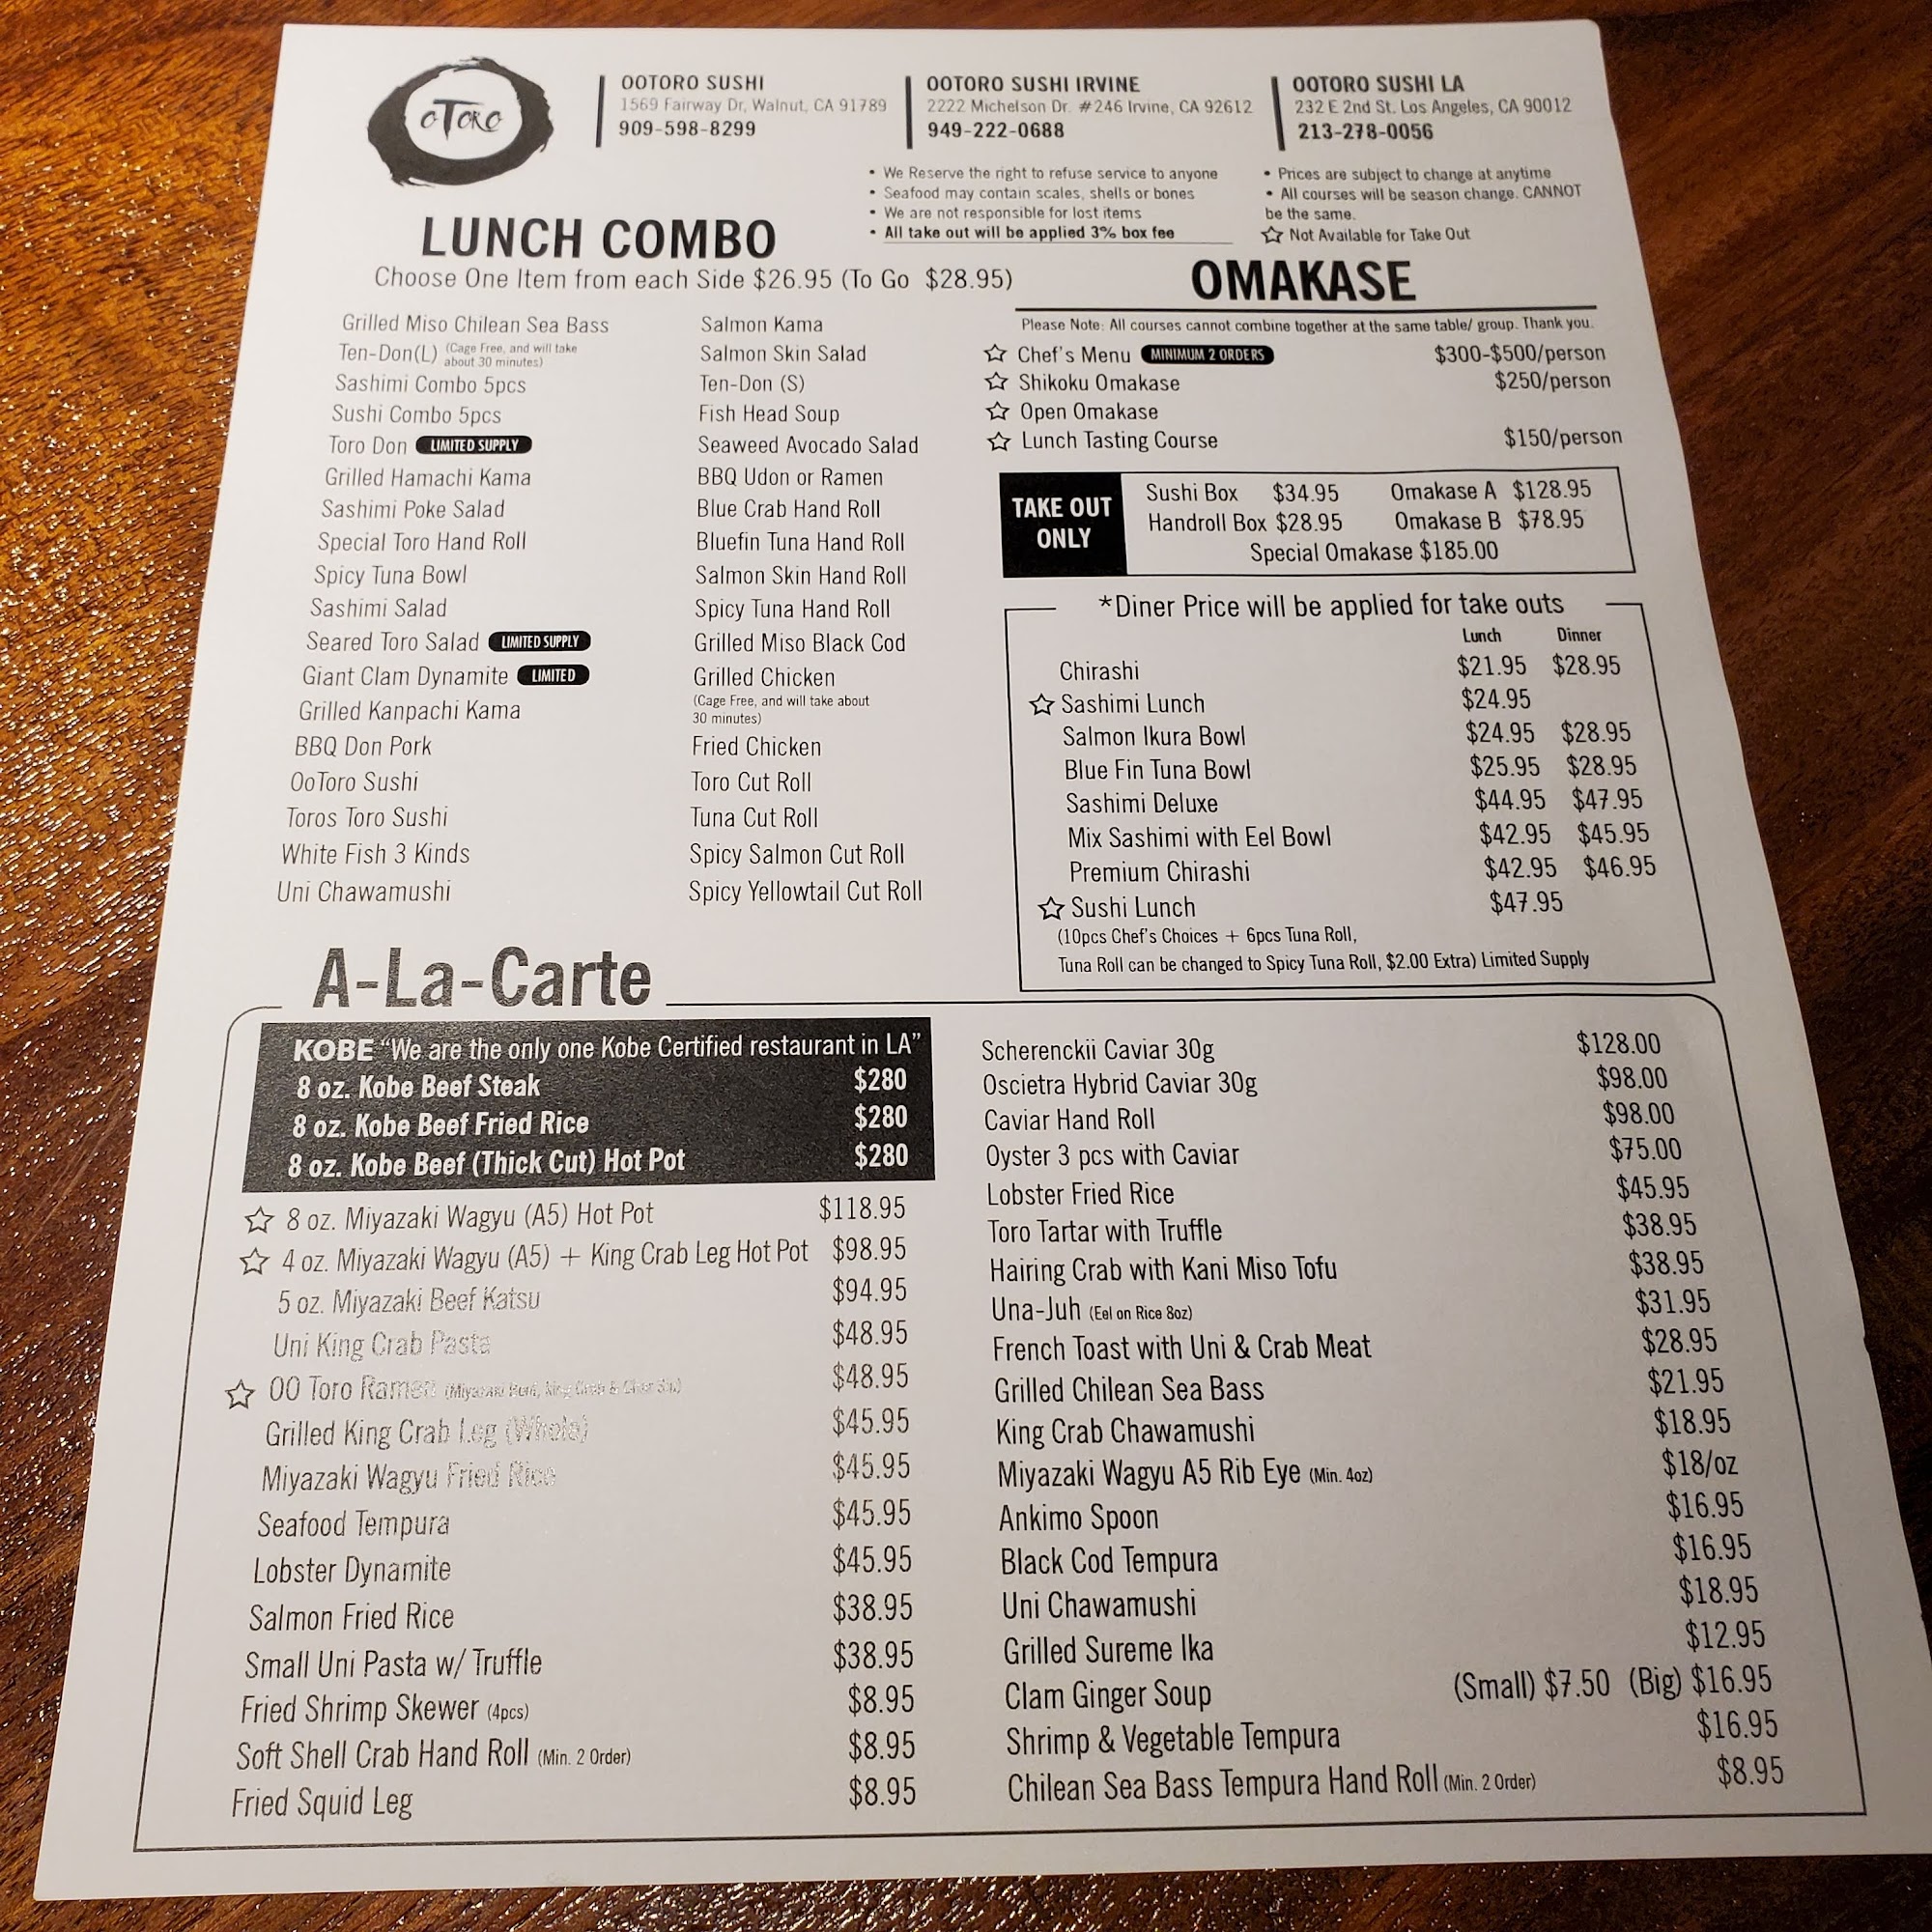 oTORO
OOTORO SUSHI
1569 Fairway Dr, Walnut, CA 91789
909-598-8299
OOTORO SUSHI IRVINE
2222 Michelson Dr. #246 Irvine, CA 92612
949-222-0688
OOTORO SUSHI LA
232 E 2nd St. Los Angeles, CA 90012
213-278-0056
• We Reserve the right to refuse service to anyone
• Seafood may contain scales, shells or bones
• We are not responsible for lost items
• All take out will be applied 3% box fee
• Prices are subject to change at anytime
• All courses will be season change. CANNOT
be the same.
☆ Not Available for Take Out
LUNCH COMBO
Choose One Item from each Side $26.95 (To Go $28.95)
Grilled Miso Chilean Sea Bass
Ten-Don(L) (Cage Free, and will take
about 30 minutes)
Sashimi Combo 5pcs
Sushi Combo 5pcs
Toro Don LIMITED SUPPLY
Grilled Hamachi Kama
Sashimi Poke Salad
Special Toro Hand Roll
Spicy Tuna Bowl
Sashimi Salad
Seared Toro Salad LIMITED SUPPLY
Giant Clam Dynamite LIMITED
Grilled Kanpachi Kama
BBQ Don Pork
OoToro Sushi
Toros Toro Sushi
White Fish 3 Kinds
Uni Chawamushi
Salmon Kama
Salmon Skin Salad
Ten-Don (S)
Fish Head Soup
Seaweed Avocado Salad
BBQ Udon or Ramen
Blue Crab Hand Roll
Bluefin Tuna Hand Roll
Salmon Skin Hand Roll
Spicy Tuna Hand Roll
Grilled Miso Black Cod
Grilled Chicken
(Cage Free, and will take about
30 minutes)
Fried Chicken
Toro Cut Roll
Tuna Cut Roll
Spicy Salmon Cut Roll
Spicy Yellowtail Cut Roll
OMAKASE
Please Note: All courses cannot combine together at the same table/ group. Thank you.
☆ Chef's Menu MINIMUM 2 ORDERS $300-$500/person
☆ Shikoku Omakase $250/person
☆ Open Omakase
☆ Lunch Tasting Course $150/person
TAKE OUT
ONLY
Sushi Box $34.95 Omakase A $128.95
Handroll Box $28.95 Omakase B $78.95
Special Omakase $185.00
*Diner Price will be applied for take outs
Lunch Dinner
Chirashi $21.95 $28.95
☆ Sashimi Lunch $24.95
Salmon Ikura Bowl $24.95 $28.95
Blue Fin Tuna Bowl $25.95 $28.95
Sashimi Deluxe $44.95 $47.95
Mix Sashimi with Eel Bowl $42.95 $45.95
Premium Chirashi $42.95 $46.95
☆ Sushi Lunch $47.95
(10pcs Chef's Choices + 6pcs Tuna Roll,
Tuna Roll can be changed to Spicy Tuna Roll, $2.00 Extra) Limited Supply
A-La-Carte
KOBE “We are the only one Kobe Certified restaurant in LA”
8 oz. Kobe Beef Steak $280
8 oz. Kobe Beef Fried Rice $280
8 oz. Kobe Beef (Thick Cut) Hot Pot $280
☆ 8 oz. Miyazaki Wagyu (A5) Hot Pot $118.95
☆ 4 oz. Miyazaki Wagyu (A5) + King Crab Leg Hot Pot $98.95
5 oz. Miyazaki Beef Katsu $94.95
Uni King Crab Pasta $48.95
☆ OO Toro Ramen (Miyazaki Beef, King Crab & $48.95
Grilled King Crab Leg (Whole) $45.95
Miyazaki Wagyu Fried Rice $45.95
Seafood Tempura $45.95
Lobster Dynamite $45.95
Salmon Fried Rice $38.95
Small Uni Pasta w/ Truffle $38.95
Fried Shrimp Skewer (4pcs) $8.95
Soft Shell Crab Hand Roll (Min. 2 Order) $8.95
Fried Squid Leg $8.95
Scherenckii Caviar 30g $128.00
Oscietra Hybrid Caviar 30g $98.00
Caviar Hand Roll $98.00
Oyster 3 pcs with Caviar $75.00
Lobster Fried Rice $45.95
Toro Tartar with Truffle $38.95
Hairing Crab with Kani Miso Tofu $38.95
Una-Juh (Eel on Rice 8oz) $31.95
French Toast with Uni & Crab Meat $28.95
Grilled Chilean Sea Bass $21.95
King Crab Chawamushi $18.95
Miyazaki Wagyu A5 Rib Eye (Min. 4oz) $18/oz
Ankimo Spoon $16.95
Black Cod Tempura $16.95
Uni Chawamushi $18.95
Grilled Sureme Ika $12.95
Clam Ginger Soup (Small) $7.50 (Big) $16.95
Shrimp & Vegetable Tempura $16.95
Chilean Sea Bass Tempura Hand Roll (Min. 2 Order) $8.95